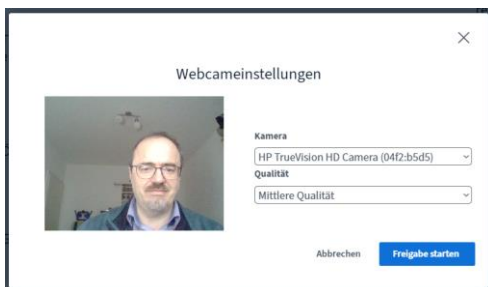 Webcameinstellungen
Kamera
HP TrueVision HD Camera (04f2:b5d5)
Qualität
Mittlere Qualität
Abbrechen
Freigabe starten